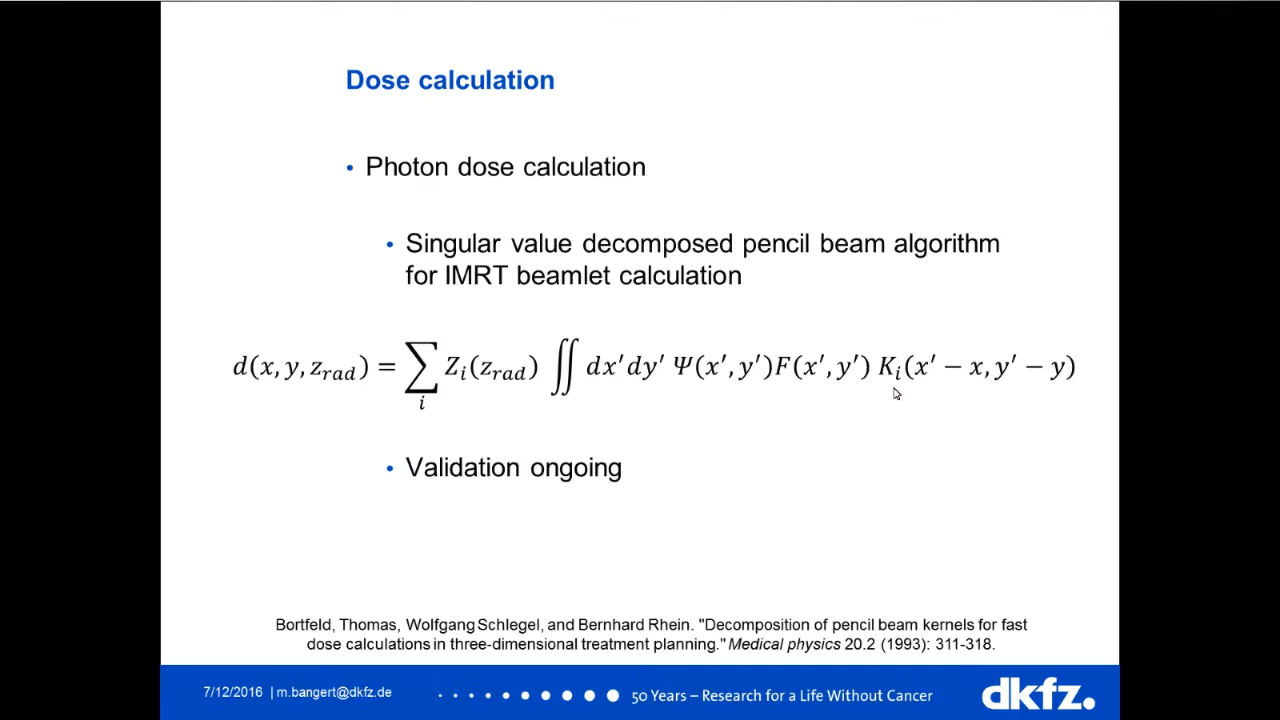 Dose calculation
• Photon dose calculation
• Singular value decomposed pencil beam algorithm
for IMRT beamlet calculation
d(x, y, z_rad) = ∑_i Z_i(z_rad) ∬ dx′dy′ Ψ(x′, y′)F(x′, y′) K_i(x′ − x, y′ − y)
• Validation ongoing
Bortfeld, Thomas, Wolfgang Schlegel, and Bernhard Rhein. "Decomposition of pencil beam kernels for fast
dose calculations in three-dimensional treatment planning." Medical physics 20.2 (1993): 311-318.
7/12/2016 | m.bangert@dkfz.de
50 Years – Research for a Life Without Cancer
dkfz.